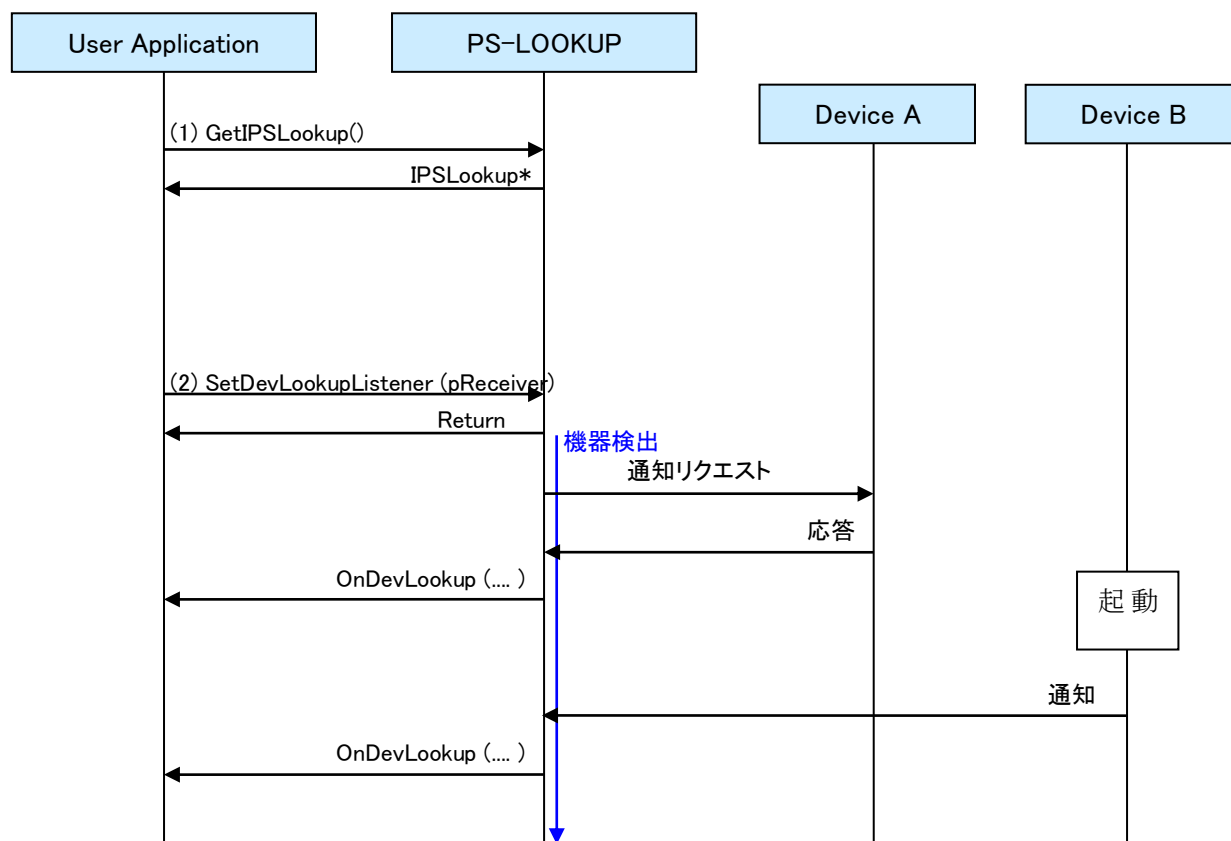 User Application
PS-LOOKUP
Device A
Device B
(1) GetIPSLookup()
IPSLookup*
(2) SetDevLookupListener (pReceiver)
Return
機器検出
通知リクエスト
応答
OnDevLookup (.... )
起 動
通知
OnDevLookup (.... )